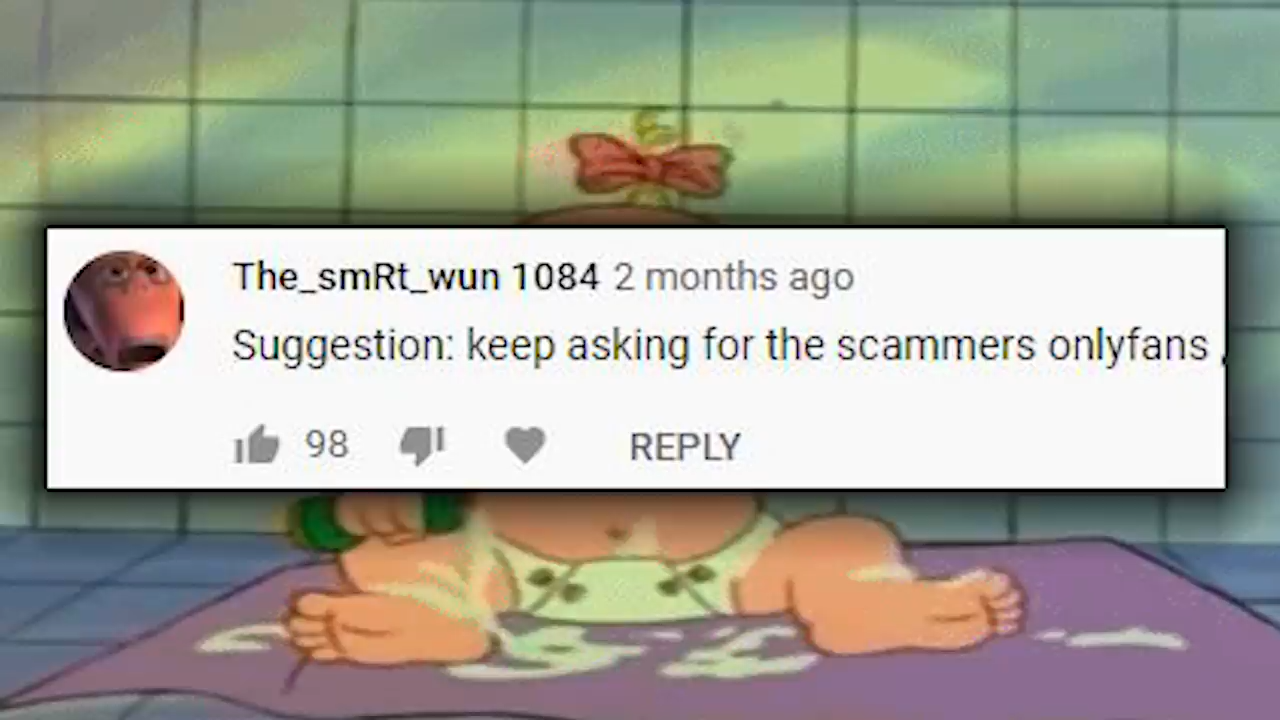 The_smRt_wun 1084 2 months ago
Suggestion: keep asking for the scammers onlyfans ,
98 REPLY